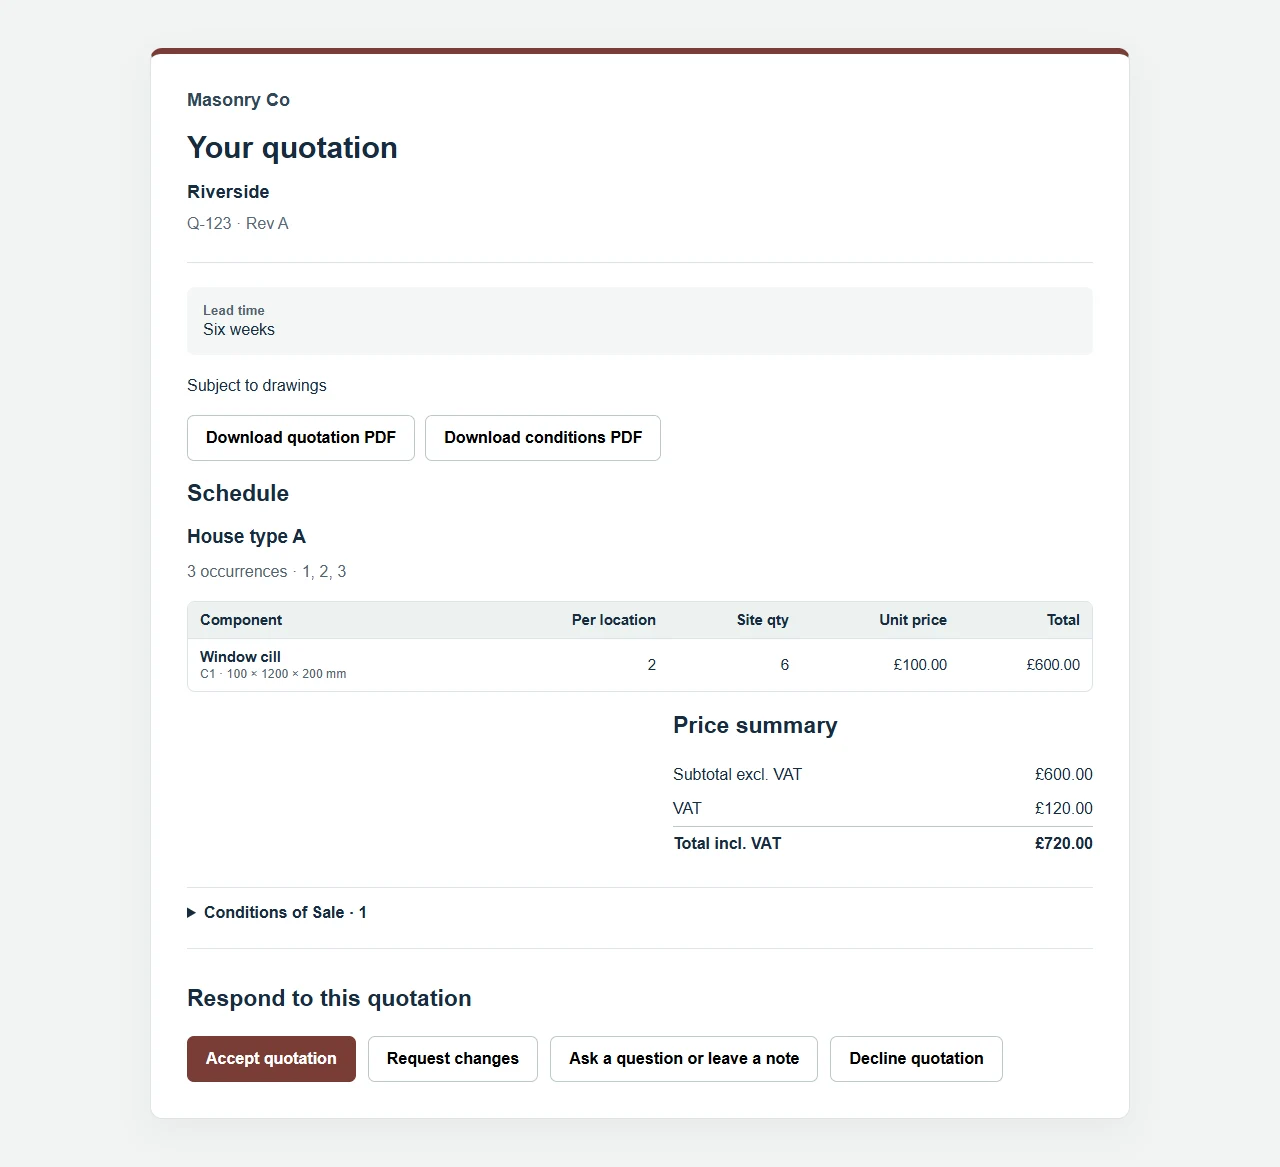 Masonry Co
Your quotation
Riverside
Q-123 · Rev A
Lead time
Six weeks
Subject to drawings
Download quotation PDF Download conditions PDF
Schedule
House type A
3 occurrences · 1, 2, 3
Component Per location Site qty Unit price Total
Window cill 2 6 £100.00 £600.00
C1 · 100 × 1200 × 200 mm
Price summary
Subtotal excl. VAT £600.00
VAT £120.00
Total incl. VAT £720.00
Conditions of Sale · 1
Respond to this quotation
Accept quotation Request changes Ask a question or leave a note Decline quotation